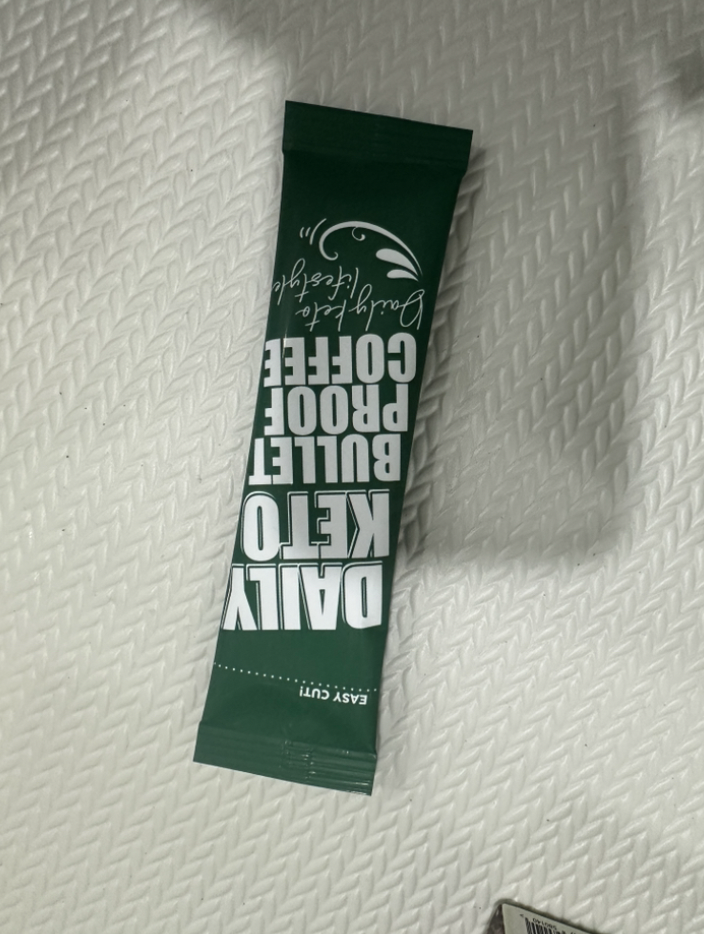 EASY CUT!
DAILY
KETO
BULLET
PROOF
COFFEE
Daily keto
lifestyle